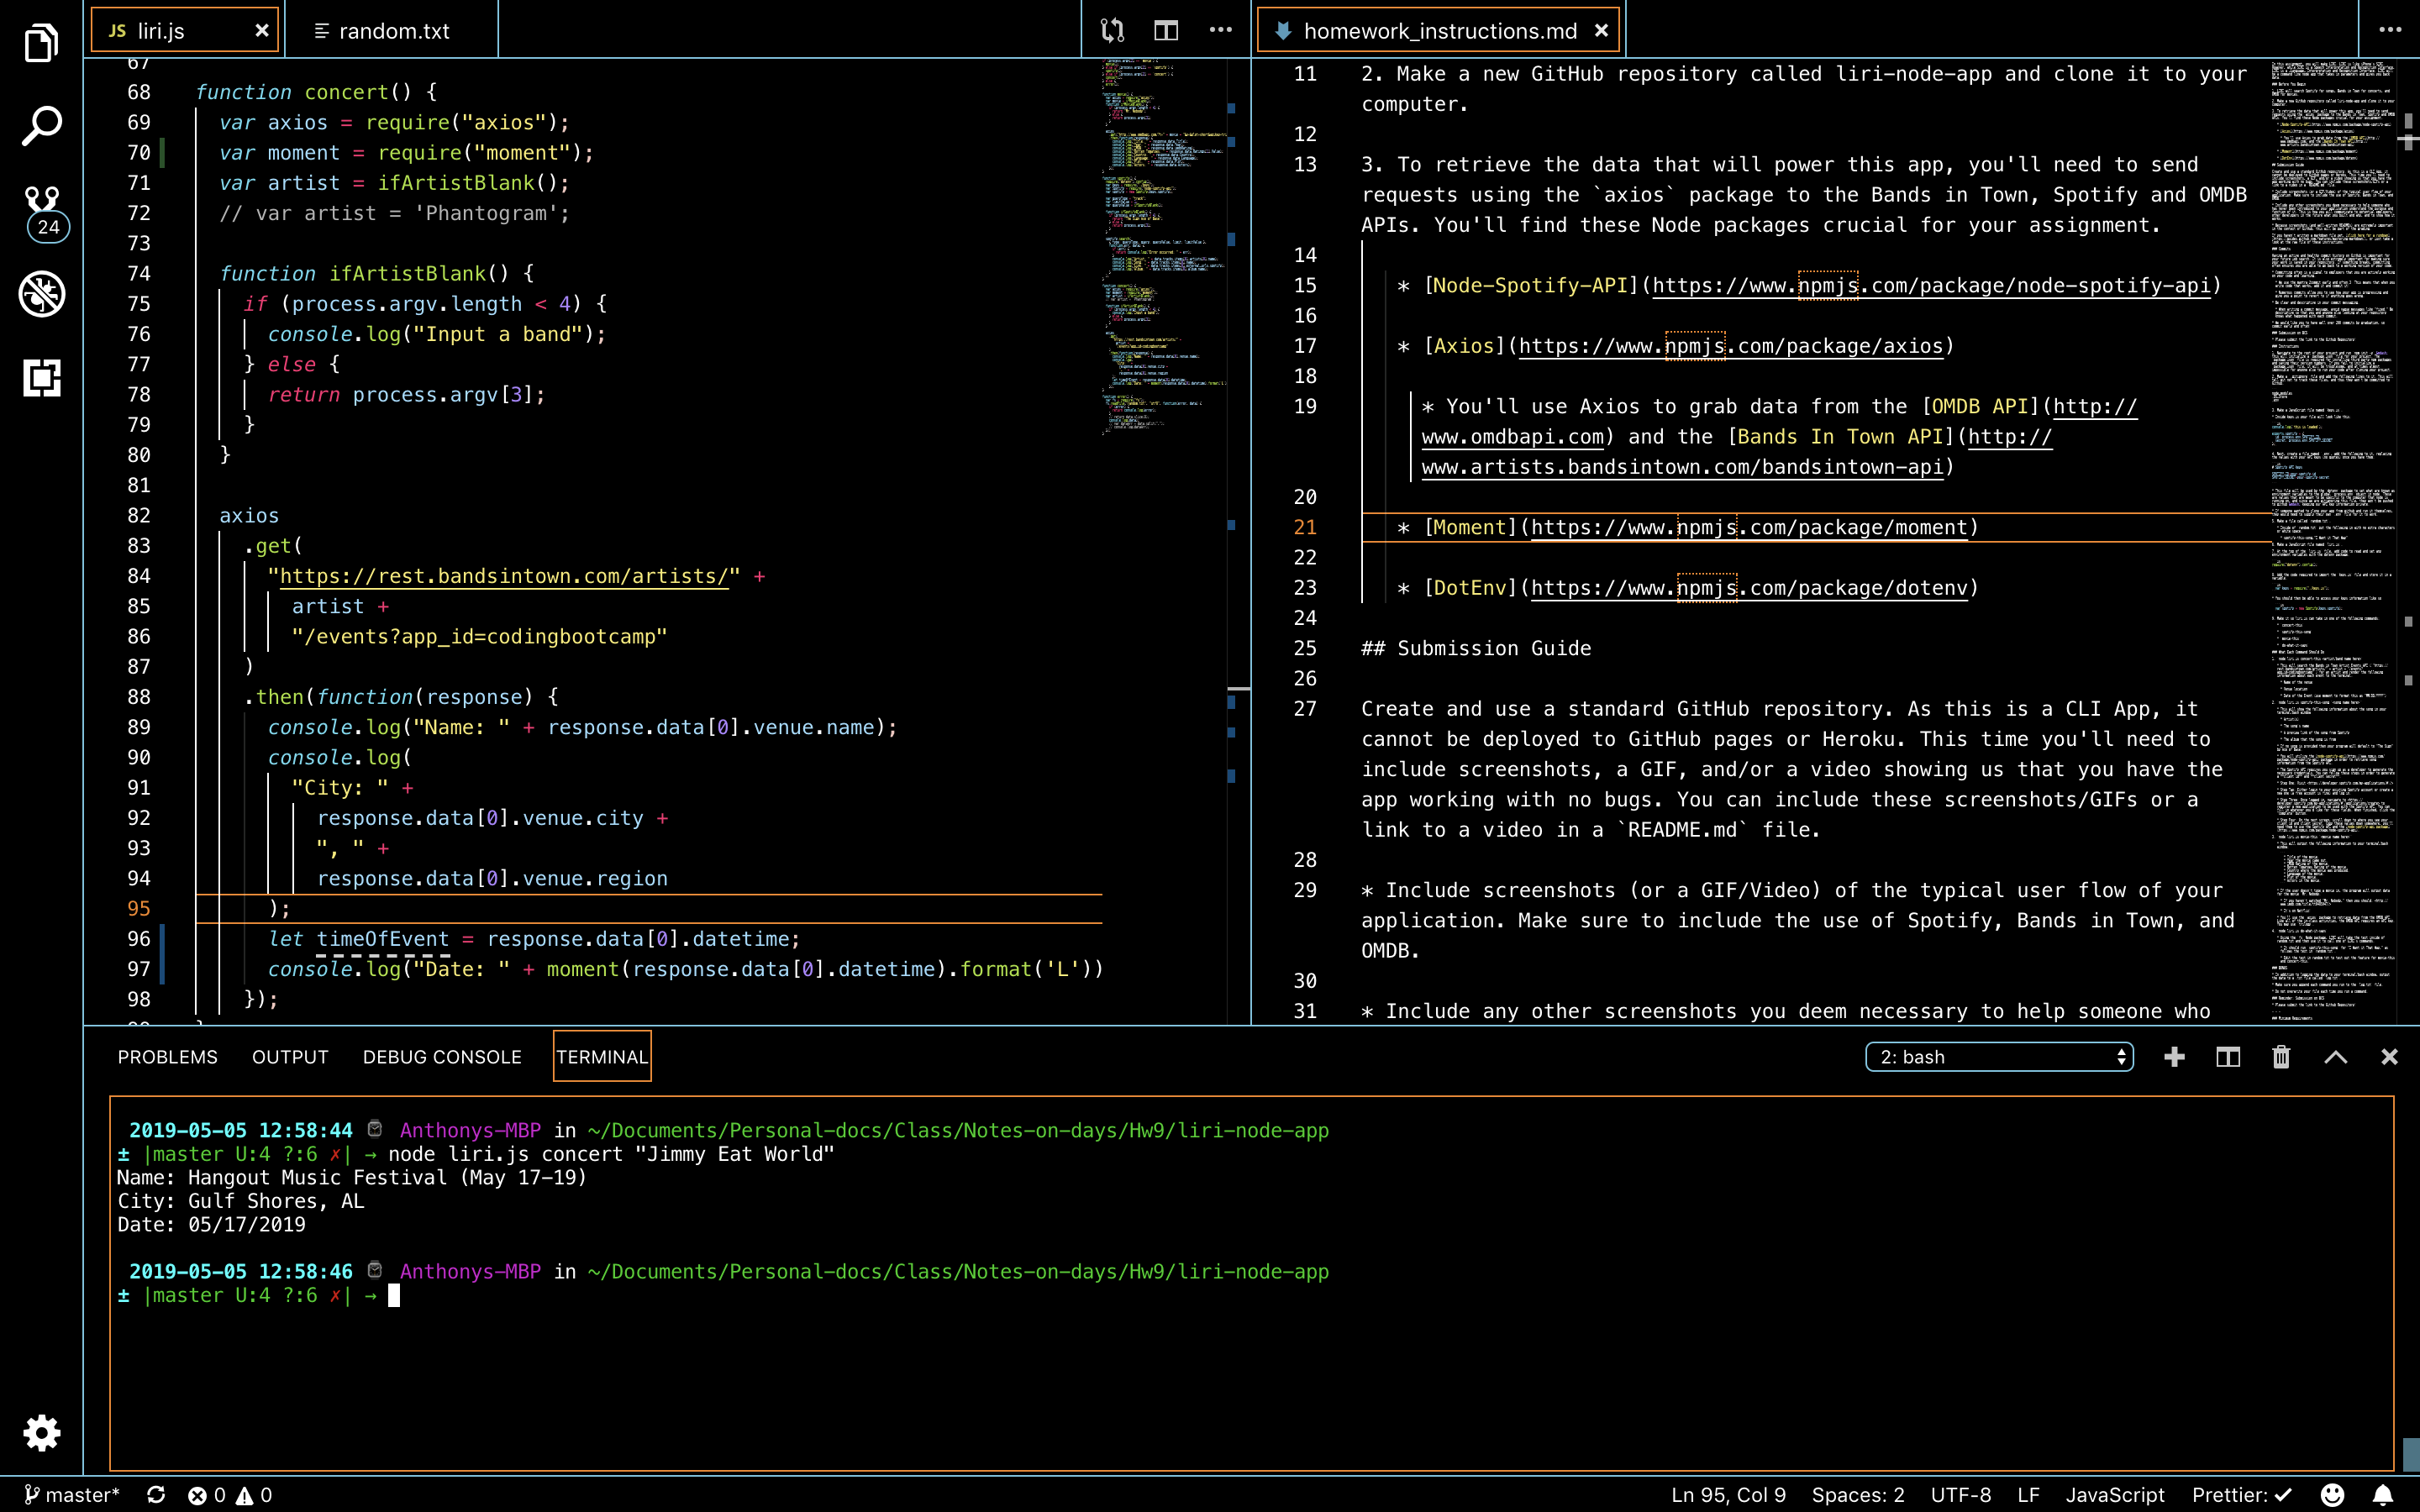 JS liri.js ×
random.txt
homework_instructions.md ×
24
67
68 function concert() {
69 var axios = require("axios");
70 var moment = require("moment");
71 var artist = ifArtistBlank();
72 // var artist = 'Phantogram';
73
74 function ifArtistBlank() {
75 if (process.argv.length < 4) {
76 console.log("Input a band");
77 } else {
78 return process.argv[3];
79 }
80 }
81
82 axios
83 .get(
84 "https://rest.bandsintown.com/artists/" +
85 artist +
86 "/events?app_id=codingbootcamp"
87 )
88 .then(function(response) {
89 console.log("Name: " + response.data[0].venue.name);
90 console.log(
91 "City: " +
92 response.data[0].venue.city +
93 ", " +
94 response.data[0].venue.region
95 );
96 let timeOfEvent = response.data[0].datetime;
97 console.log("Date: " + moment(response.data[0].datetime).format('L'))
98 });
11 2. Make a new GitHub repository called liri-node-app and clone it to your
computer.
12
13 3. To retrieve the data that will power this app, you'll need to send
requests using the `axios` package to the Bands in Town, Spotify and OMDB
APIs. You'll find these Node packages crucial for your assignment.
14
15 * [Node-Spotify-API](https://www.npmjs.com/package/node-spotify-api)
16
17 * [Axios](https://www.npmjs.com/package/axios)
18
19 * You'll use Axios to grab data from the [OMDB API](http://
www.omdbapi.com) and the [Bands In Town API](http://
www.artists.bandsintown.com/bandsintown-api)
20
21 * [Moment](https://www.npmjs.com/package/moment)
22
23 * [DotEnv](https://www.npmjs.com/package/dotenv)
24
25 ## Submission Guide
26
27 Create and use a standard GitHub repository. As this is a CLI App, it
cannot be deployed to GitHub pages or Heroku. This time you'll need to
include screenshots, a GIF, and/or a video showing us that you have the
app working with no bugs. You can include these screenshots/GIFs or a
link to a video in a `README.md` file.
28
29 * Include screenshots (or a GIF/Video) of the typical user flow of your
application. Make sure to include the use of Spotify, Bands in Town, and
OMDB.
30
31 * Include any other screenshots you deem necessary to help someone who
PROBLEMS OUTPUT DEBUG CONSOLE TERMINAL
2: bash
2019-05-05 12:58:44 Anthonys-MBP in ~/Documents/Personal-docs/Class/Notes-on-days/Hw9/liri-node-app
± |master U:4 ?:6 ✗| → node liri.js concert "Jimmy Eat World"
Name: Hangout Music Festival (May 17-19)
City: Gulf Shores, AL
Date: 05/17/2019
2019-05-05 12:58:46 Anthonys-MBP in ~/Documents/Personal-docs/Class/Notes-on-days/Hw9/liri-node-app
± |master U:4 ?:6 ✗| →
master* 0 0
Ln 95, Col 9 Spaces: 2 UTF-8 LF JavaScript Prettier: ✓